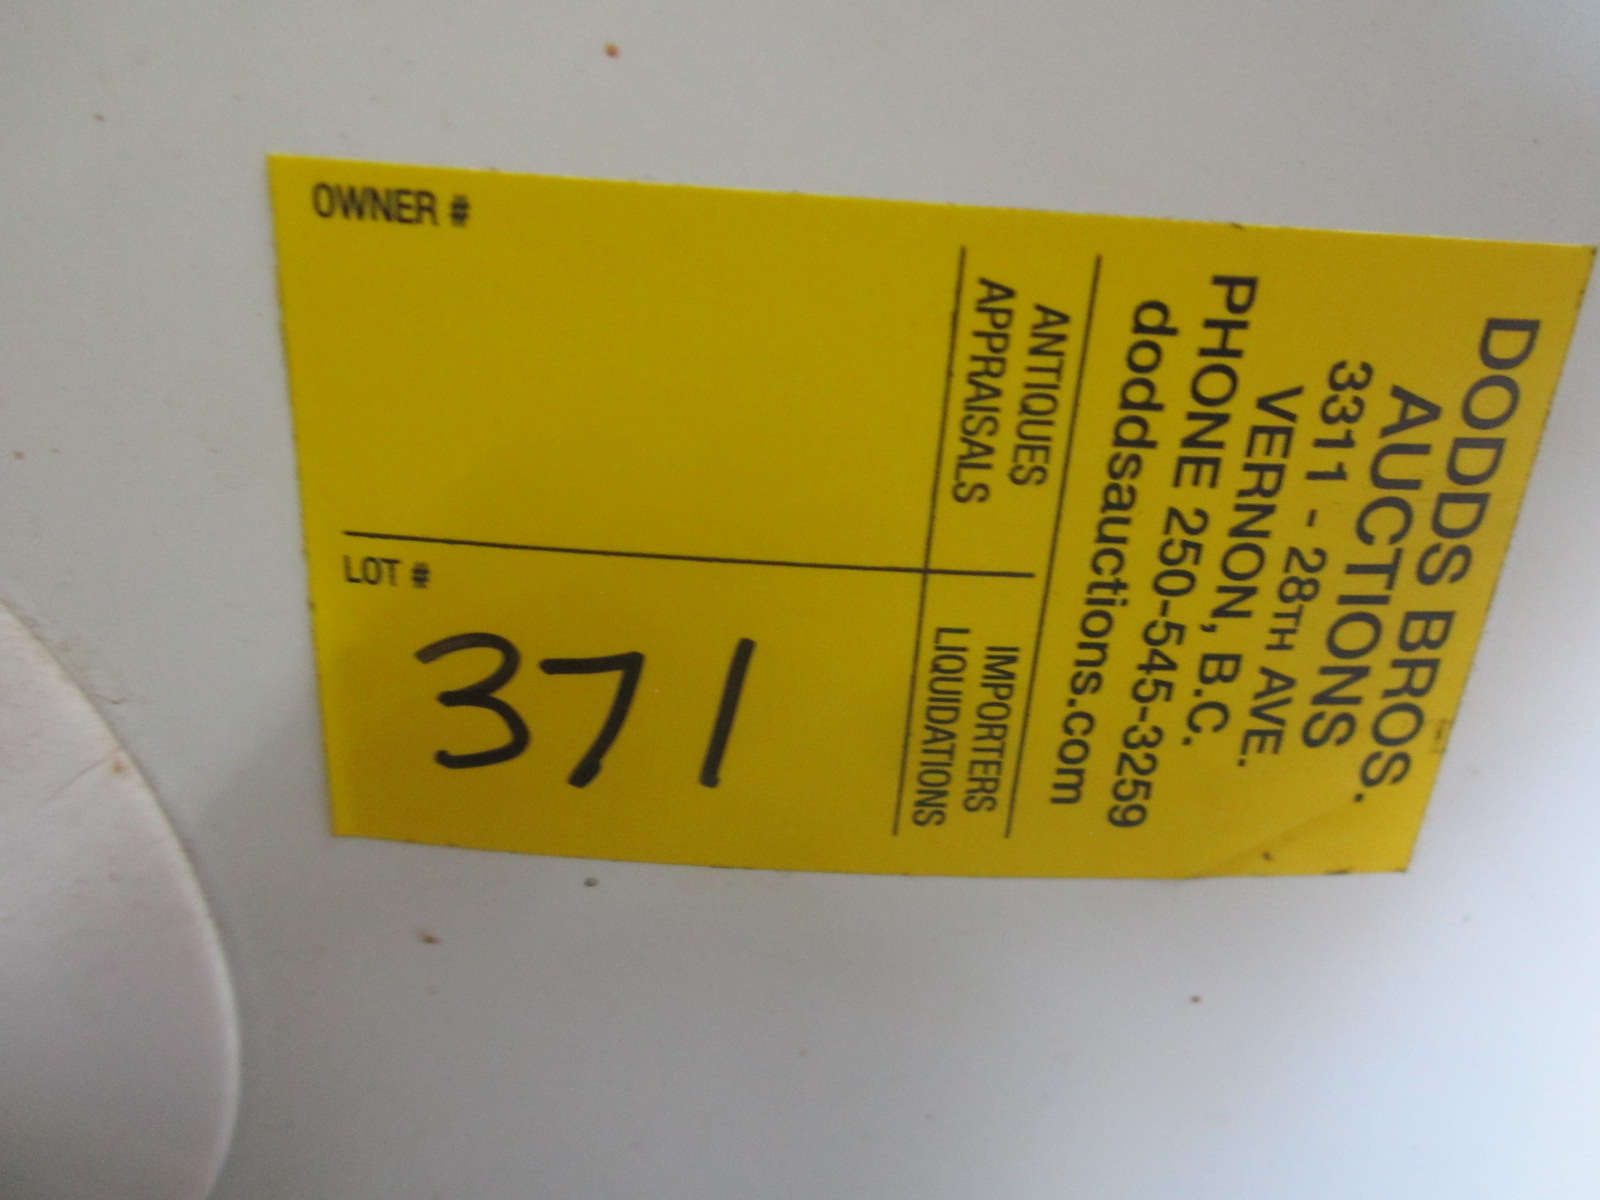 DODDS BROS.
AUCTIONS
3311 - 28TH AVE.
VERNON, B.C.
PHONE 250-545-3259
doddsauctions.com
ANTIQUES
APPRAISALS
IMPORTERS
LIQUIDATIONS
OWNER #
LOT #
371